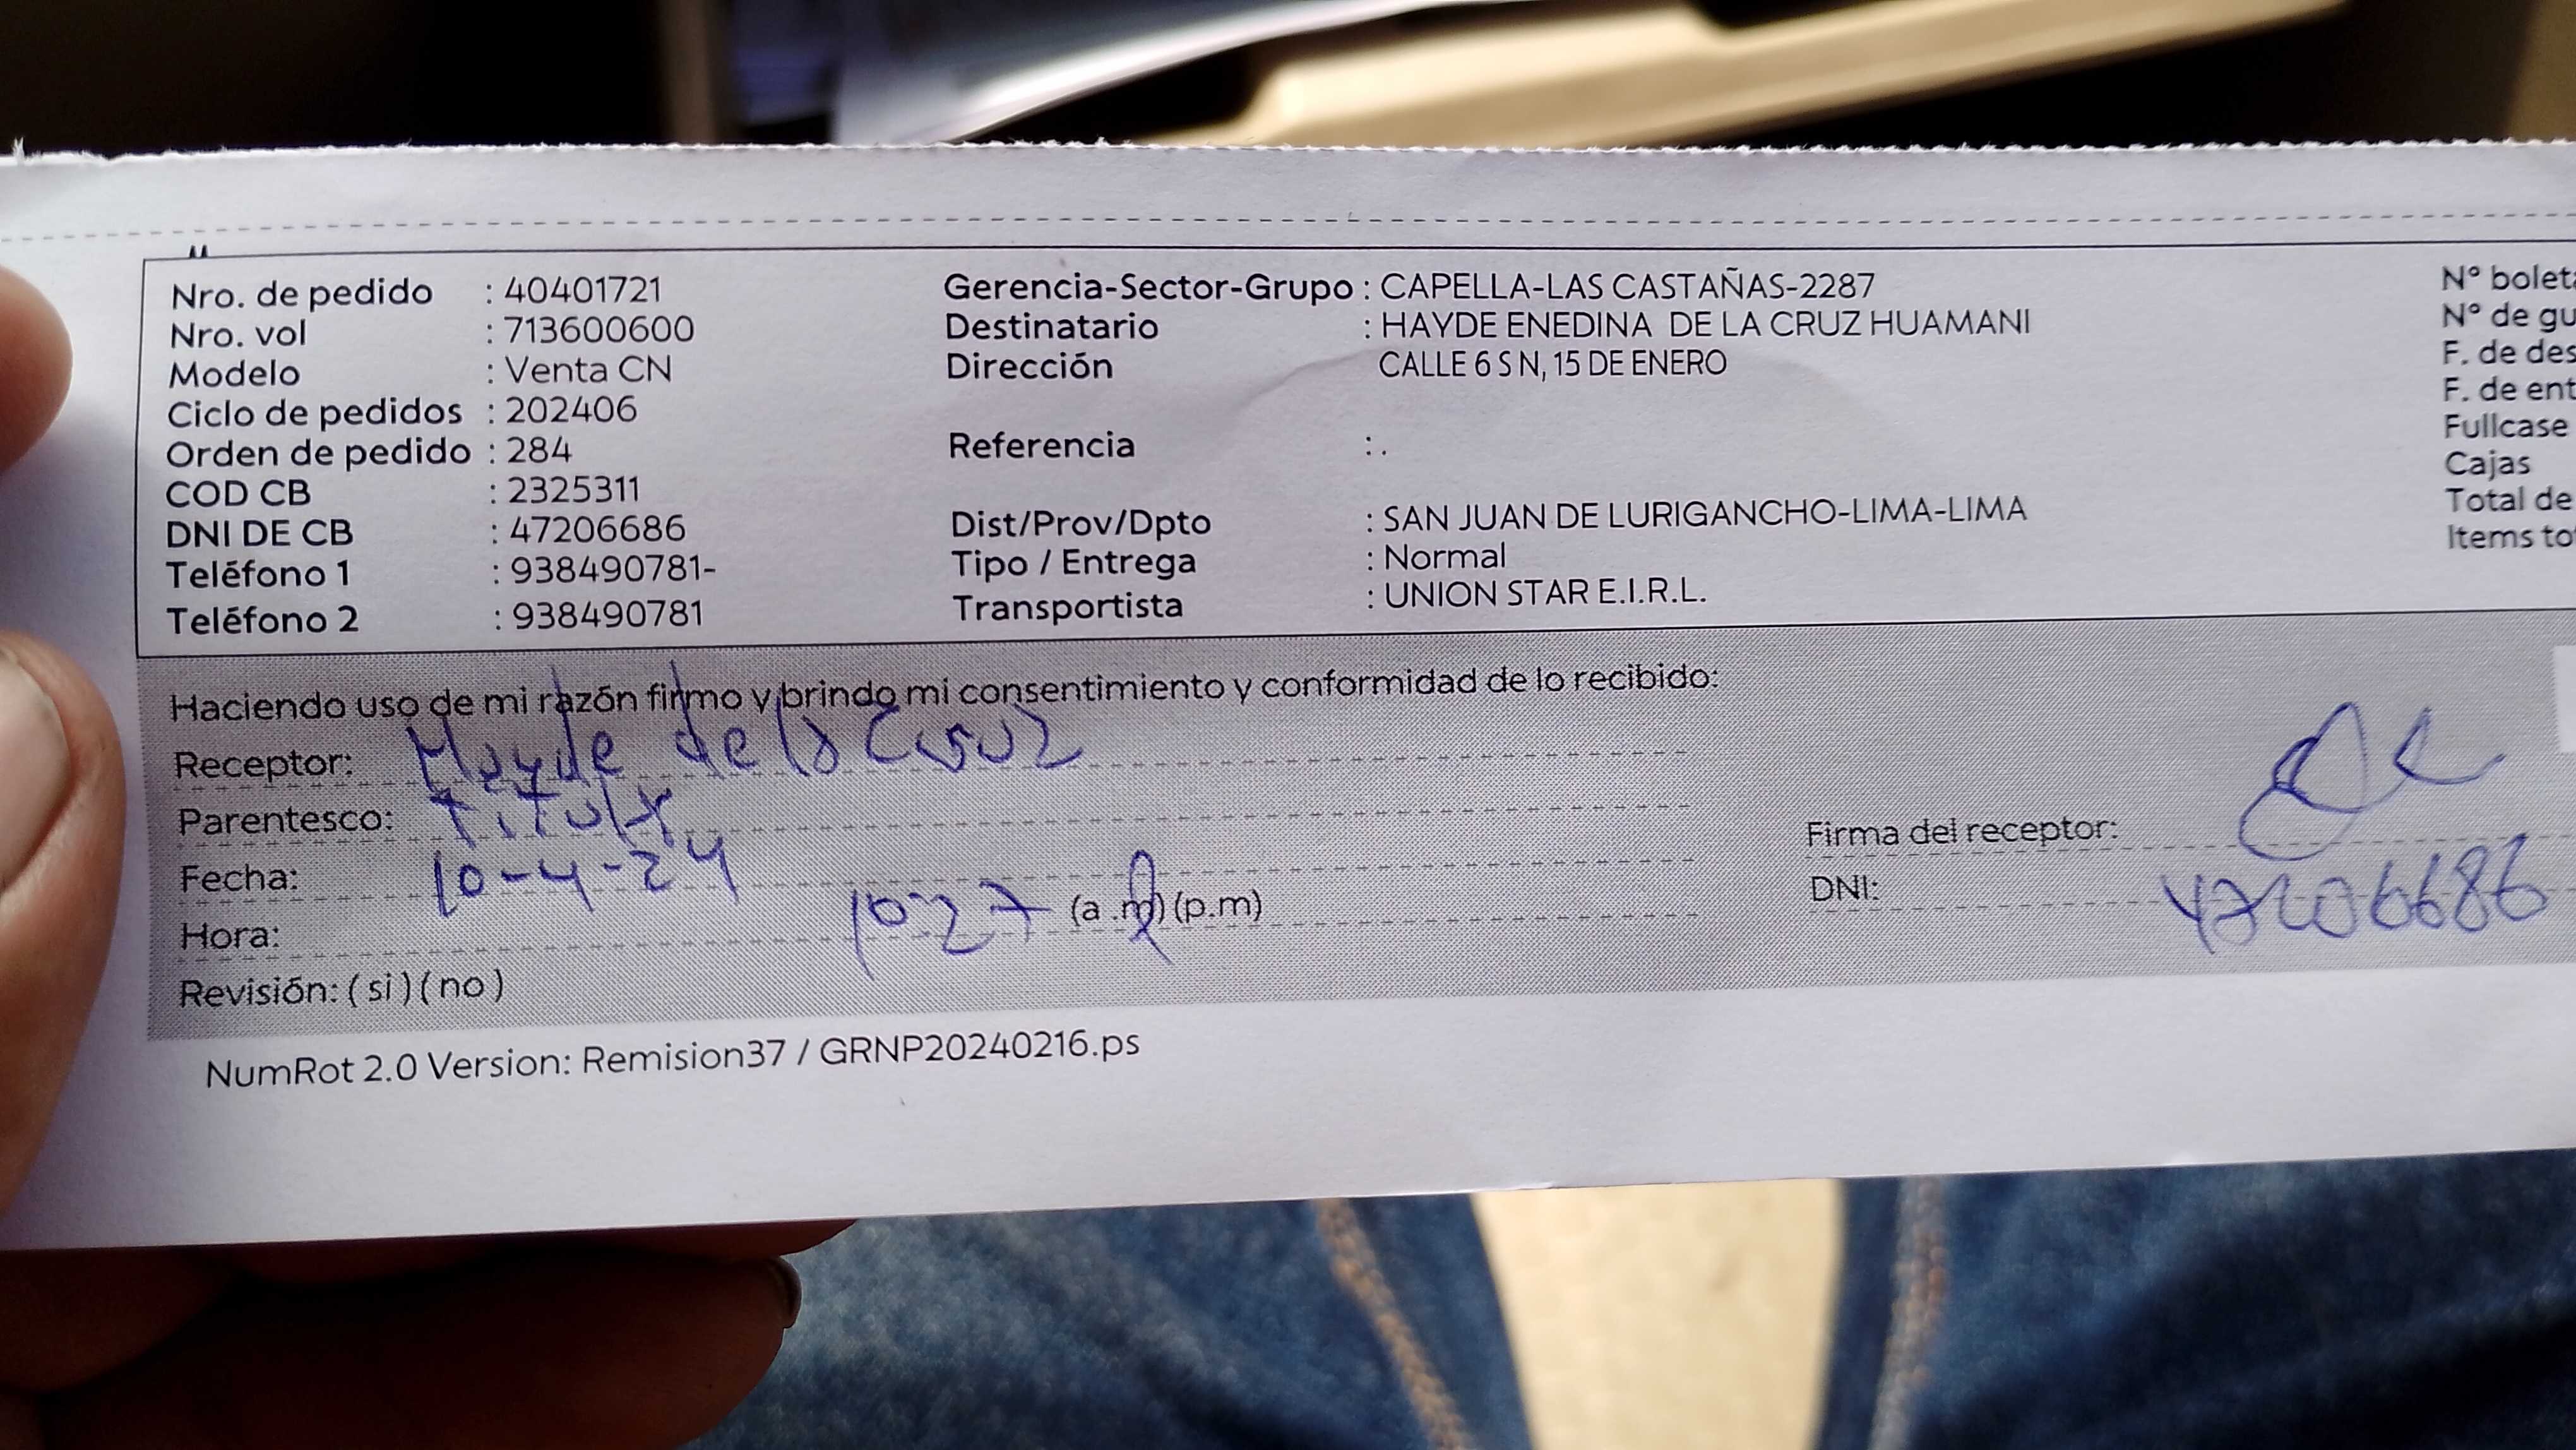 Nro. de pedido : 40401721
Nro. vol : 713600600
Modelo : Venta CN
Ciclo de pedidos : 202406
Orden de pedido : 284
COD CB : 2325311
DNI DE CB : 47206686
Teléfono 1 : 938490781-
Teléfono 2 : 938490781
Gerencia-Sector-Grupo : CAPELLA-LAS CASTAÑAS-2287
Destinatario : HAYDE ENEDINA DE LA CRUZ HUAMANI
Dirección CALLE 6 S N, 15 DE ENERO
Referencia : .
Dist/Prov/Dpto : SAN JUAN DE LURIGANCHO-LIMA-LIMA
Tipo / Entrega : Normal
Transportista : UNION STAR E.I.R.L.
N° boleta
N° de gu
F. de des
F. de ent
Fullcase
Cajas
Total de
Items to
Haciendo uso de mi razón firmo y brindo mi consentimiento y conformidad de lo recibido:
Receptor: Hayde de la Cruz
Parentesco: Titular
Fecha: 10-4-24
Hora: 10:27 (a.m) (p.m)
Revisión: ( si ) ( no )
Firma del receptor:
DNI: 47206686
NumRot 2.0 Version: Remision37 / GRNP20240216.ps